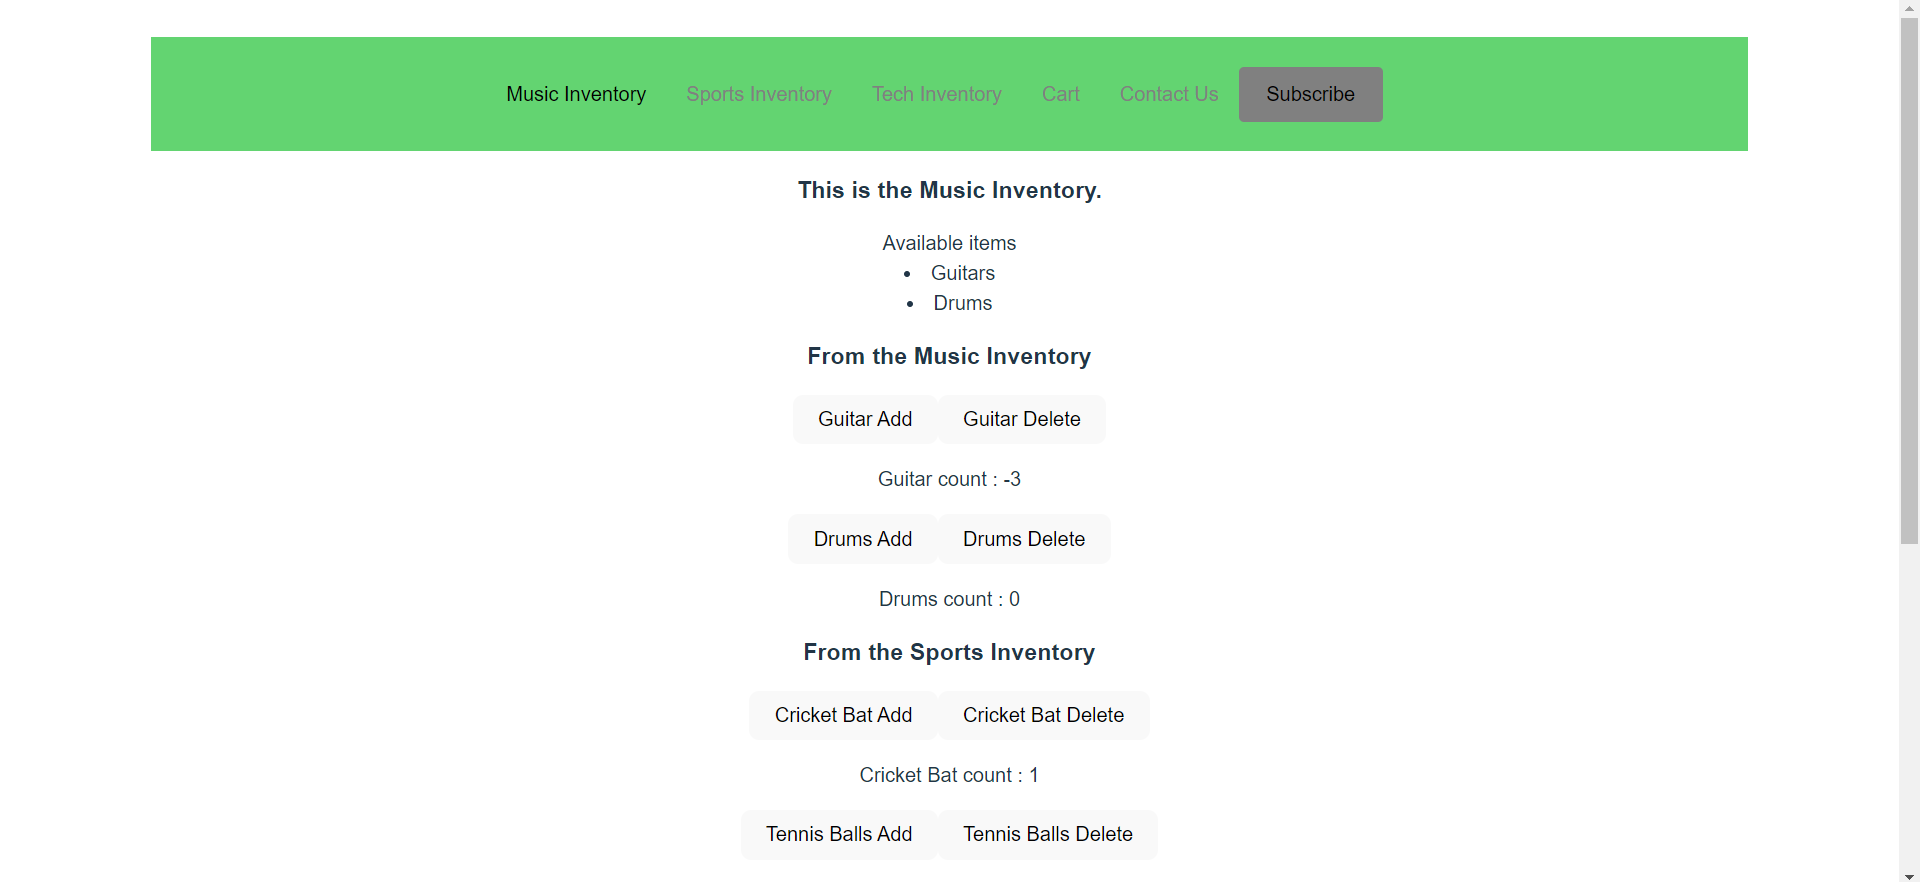 Music Inventory Sports Inventory Tech Inventory Cart Contact Us Subscribe
This is the Music Inventory.
Available items
• Guitars
• Drums
From the Music Inventory
Guitar Add Guitar Delete
Guitar count : -3
Drums Add Drums Delete
Drums count : 0
From the Sports Inventory
Cricket Bat Add Cricket Bat Delete
Cricket Bat count : 1
Tennis Balls Add Tennis Balls Delete